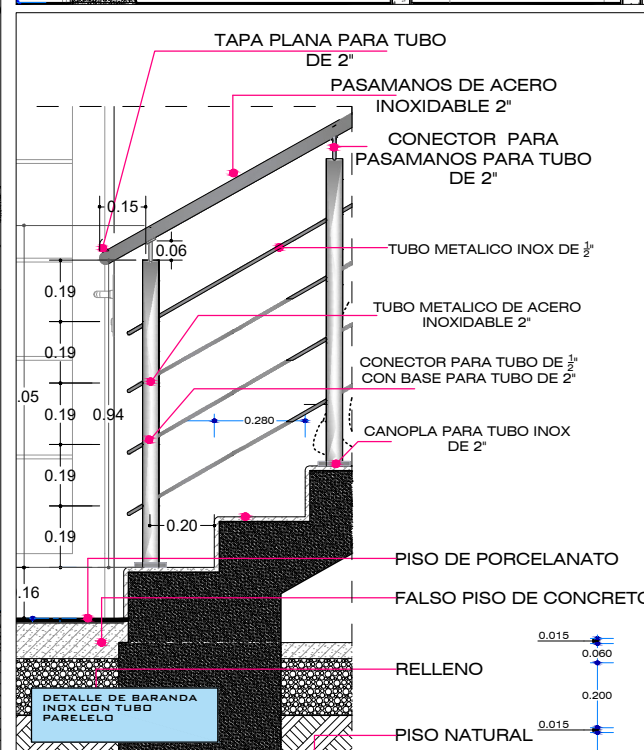 TAPA PLANA PARA TUBO
DE 2"
PASAMANOS DE ACERO
INOXIDABLE 2"
CONECTOR PARA
PASAMANOS PARA TUBO
DE 2"
0.15
0.06
TUBO METALICO INOX DE ½"
0.19
TUBO METALICO DE ACERO
INOXIDABLE 2"
0.19
CONECTOR PARA TUBO DE ½"
CON BASE PARA TUBO DE 2"
.05
0.19
0.94
0.280
CANOPLA PARA TUBO INOX
DE 2"
0.19
0.20
0.19
PISO DE PORCELANATO
.16
FALSO PISO DE CONCRETO
0.015
0.060
RELLENO
0.200
DETALLE DE BARANDA
INOX CON TUBO
PARELELO
0.015
PISO NATURAL